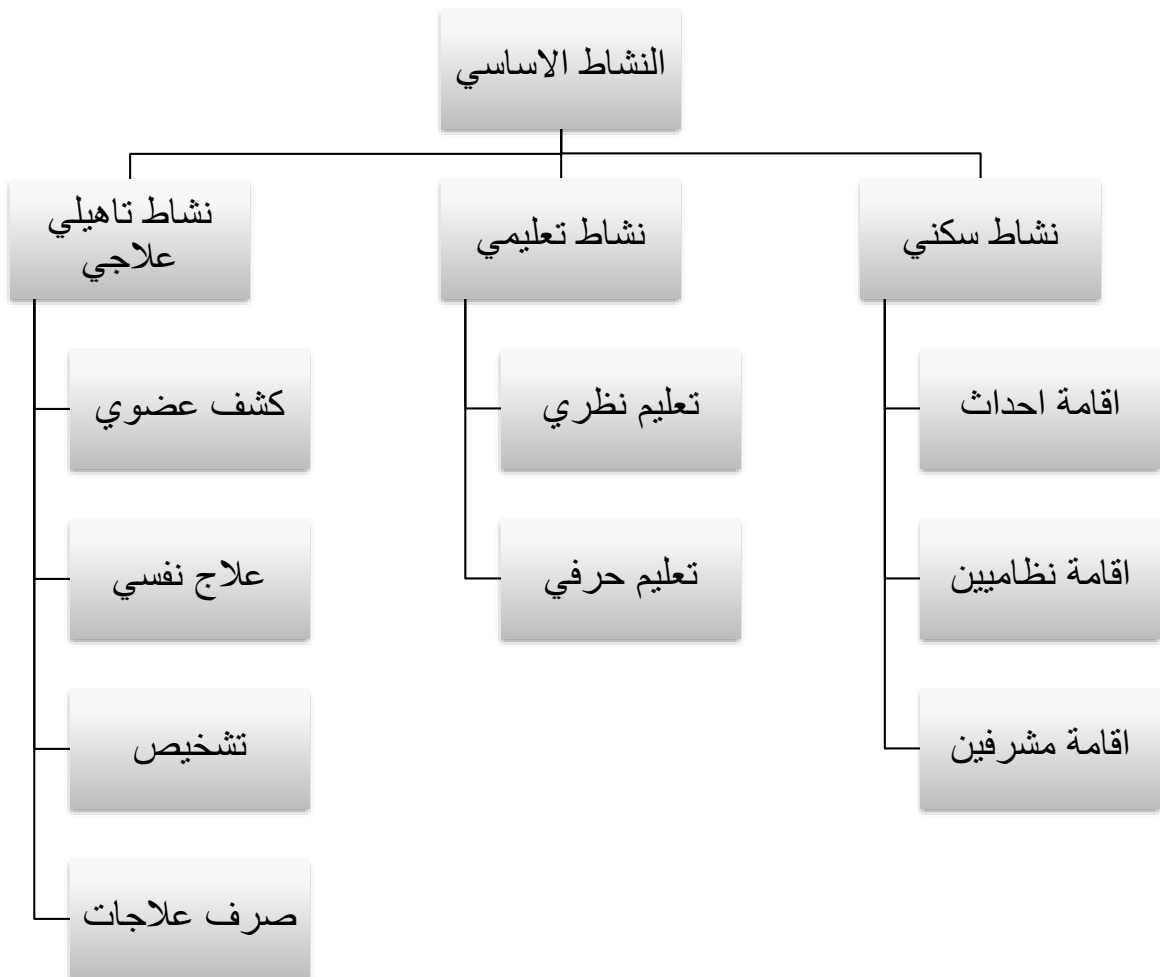 النشاط الاساسي
نشاط سكني
اقامة احداث
اقامة نظاميين
اقامة مشرفين
نشاط تعليمي
تعليم نظري
تعليم حرفي
نشاط تاهيلي
علاجي
كشف عضوي
علاج نفسي
تشخيص
صرف علاجات